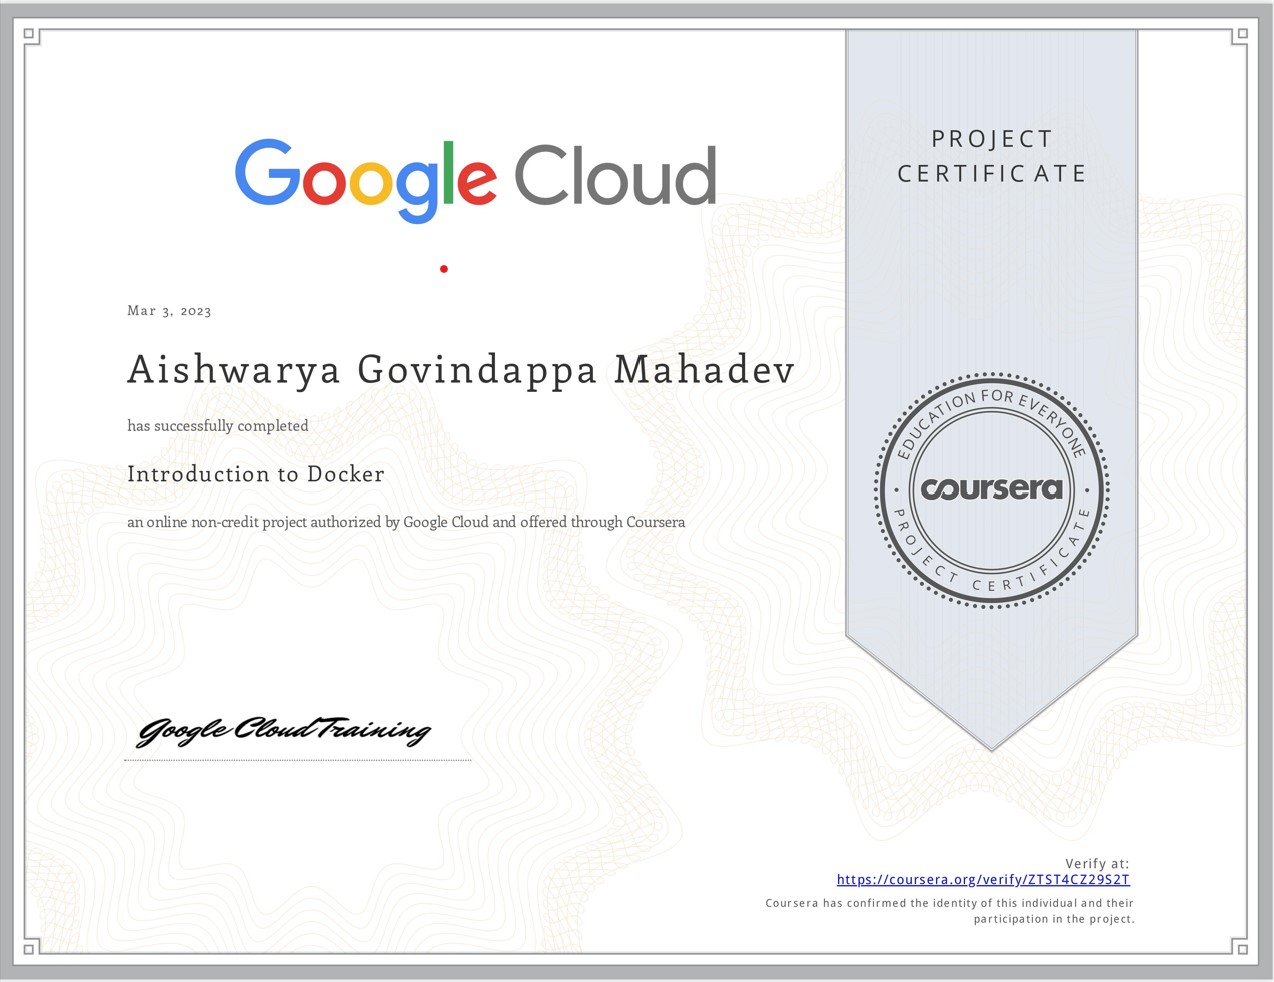 Google Cloud
PROJECT
CERTIFICATE
Mar 3, 2023
Aishwarya Govindappa Mahadev
has successfully completed
Introduction to Docker
an online non-credit project authorized by Google Cloud and offered through Coursera
EDUCATION FOR EVERYONE
coursera
PROJECT CERTIFICATE
Google Cloud Training
Verify at:
https://coursera.org/verify/ZTST4CZ29S2T
Coursera has confirmed the identity of this individual and their
participation in the project.